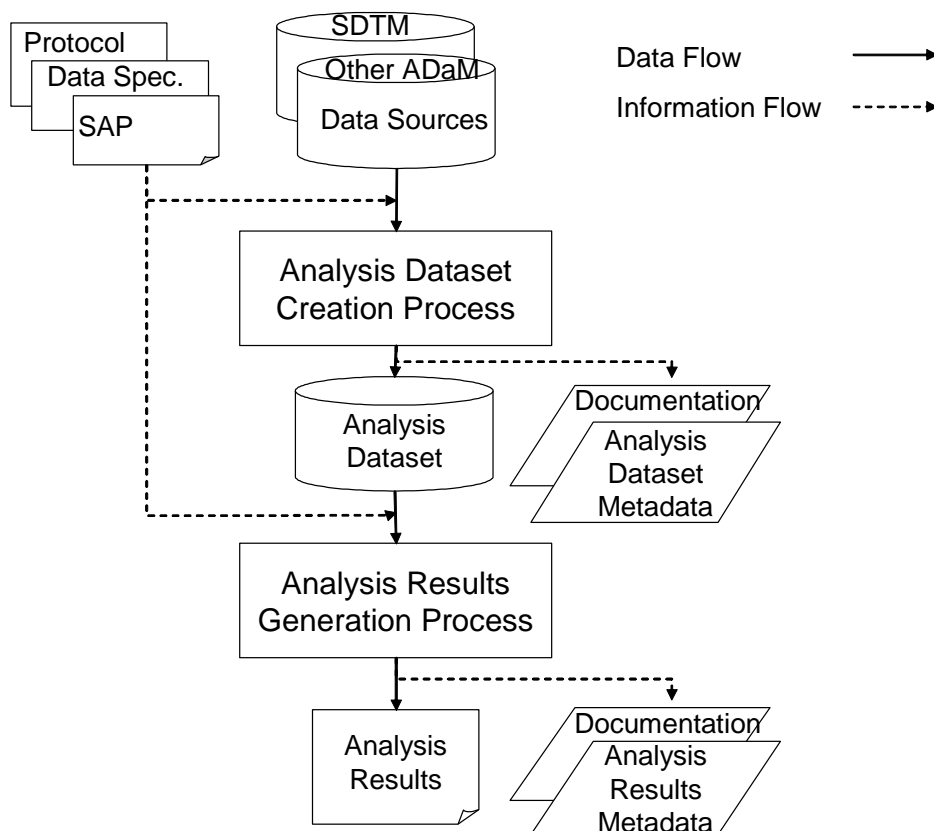 Protocol
Data Spec.
SAP
SDTM
Other ADaM
Data Sources
Data Flow
Information Flow
Analysis Dataset
Creation Process
Analysis
Dataset
Documentation
Analysis
Dataset
Metadata
Analysis Results
Generation Process
Analysis
Results
Documentation
Analysis
Results
Metadata